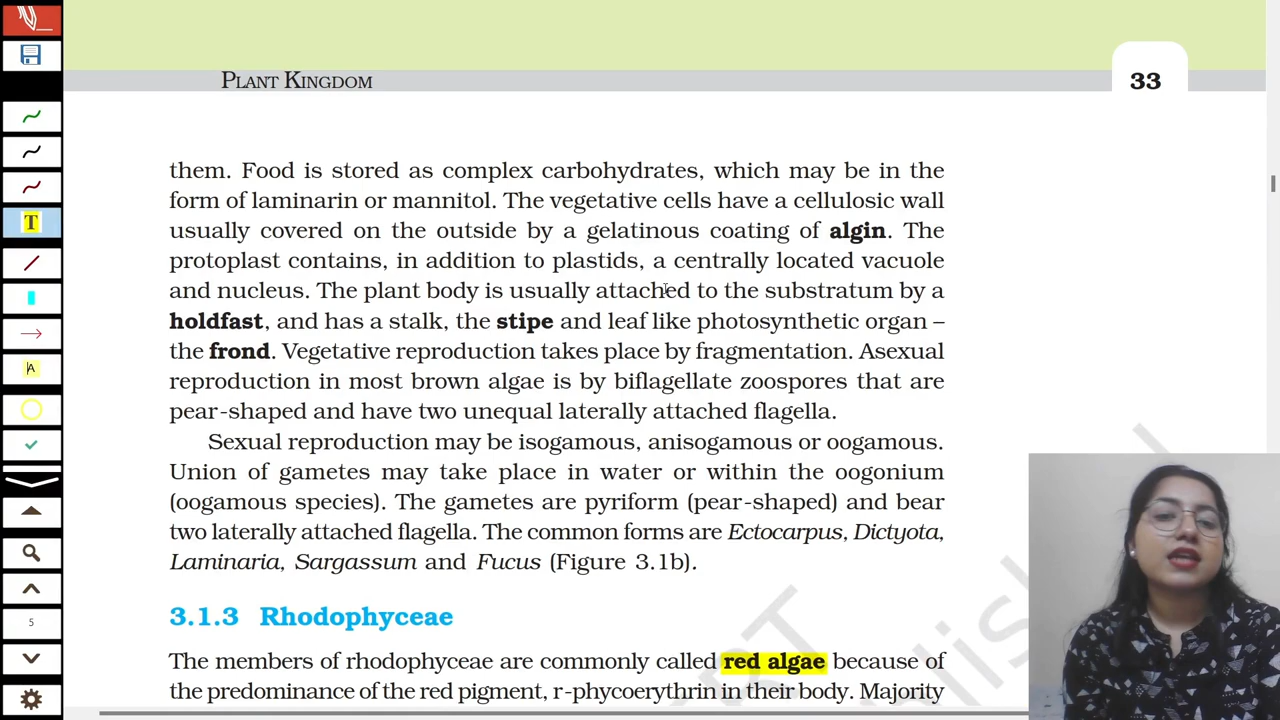 PLANT KINGDOM
33
them. Food is stored as complex carbohydrates, which may be in the
form of laminarin or mannitol. The vegetative cells have a cellulosic wall
usually covered on the outside by a gelatinous coating of algin. The
protoplast contains, in addition to plastids, a centrally located vacuole
and nucleus. The plant body is usually attached to the substratum by a
holdfast, and has a stalk, the stipe and leaf like photosynthetic organ –
the frond. Vegetative reproduction takes place by fragmentation. Asexual
reproduction in most brown algae is by biflagellate zoospores that are
pear-shaped and have two unequal laterally attached flagella.
Sexual reproduction may be isogamous, anisogamous or oogamous.
Union of gametes may take place in water or within the oogonium
(oogamous species). The gametes are pyriform (pear-shaped) and bear
two laterally attached flagella. The common forms are Ectocarpus, Dictyota,
Laminaria, Sargassum and Fucus (Figure 3.1b).
3.1.3 Rhodophyceae
The members of rhodophyceae are commonly called red algae because of
the predominance of the red pigment, r-phycoerythrin in their body. Majority
T
A
5